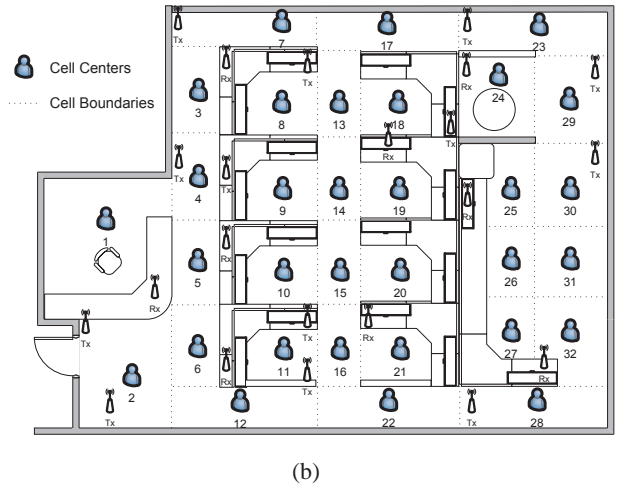 Tx
7
17
Tx
23
Cell Centers
Rx
Tx
Rx
Tx
Cell Boundaries
3
8
13
18
24
29
Tx
Rx
Tx
Tx
Tx
4
9
14
19
25
30
Rx
1
Rx
5
10
15
20
26
31
Rx
Tx
Tx
Rx
6
11
16
21
27
32
Rx
Tx
Rx
2
Tx
12
22
Tx
28
(b)